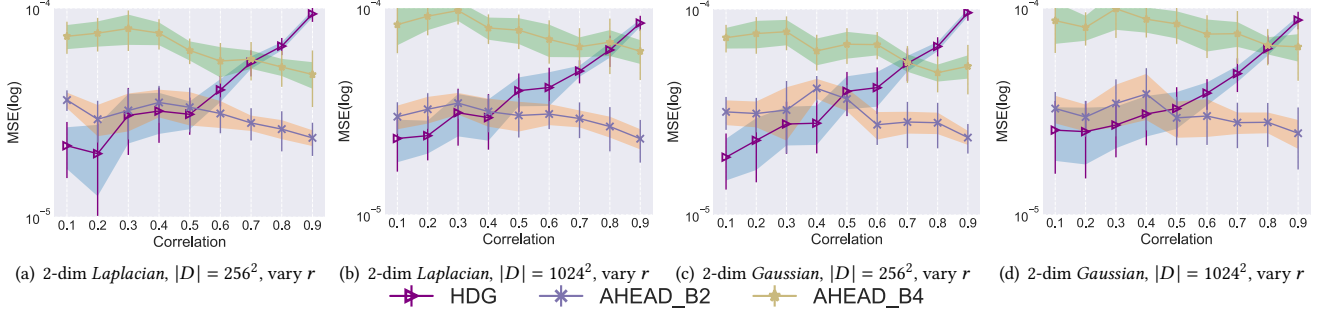 10⁻⁴
MSE(log)
10⁻⁵
0.1 0.2 0.3 0.4 0.5 0.6 0.7 0.8 0.9
Correlation
(a) 2-dim Laplacian, |D| = 256², vary r
10⁻⁴
MSE(log)
10⁻⁵
0.1 0.2 0.3 0.4 0.5 0.6 0.7 0.8 0.9
Correlation
(b) 2-dim Laplacian, |D| = 1024², vary r
10⁻⁴
MSE(log)
10⁻⁵
0.1 0.2 0.3 0.4 0.5 0.6 0.7 0.8 0.9
Correlation
(c) 2-dim Gaussian, |D| = 256², vary r
10⁻⁴
MSE(log)
10⁻⁵
0.1 0.2 0.3 0.4 0.5 0.6 0.7 0.8 0.9
Correlation
(d) 2-dim Gaussian, |D| = 1024², vary r
HDG AHEAD_B2 AHEAD_B4